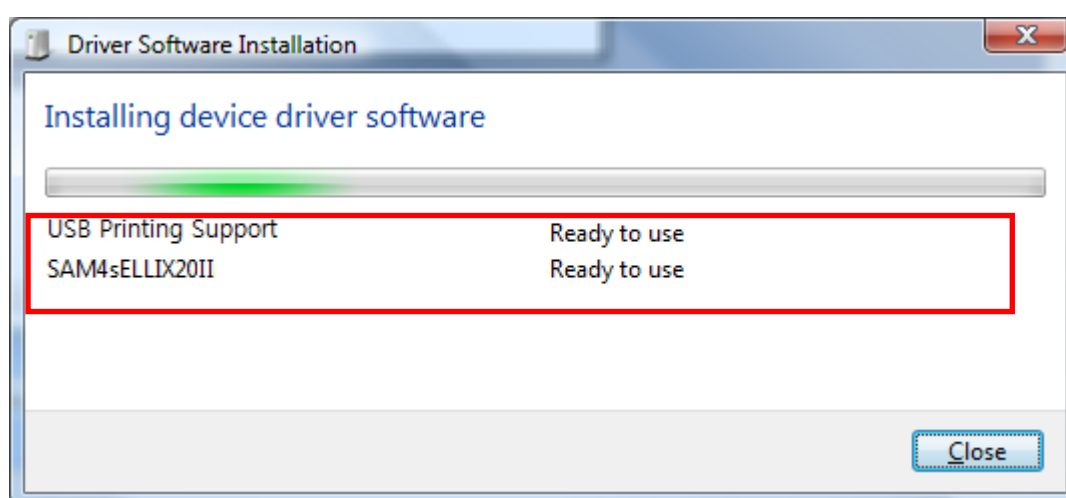 Driver Software Installation
Installing device driver software
USB Printing Support Ready to use
SAM4sELLIX20II Ready to use
Close